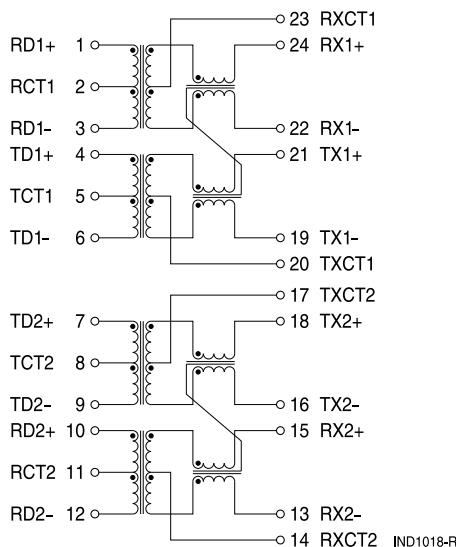 23 RXCT1
RD1+ 1 24 RX1+
RCT1 2
RD1- 3 22 RX1-
TD1+ 4 21 TX1+
TCT1 5
TD1- 6 19 TX1-
20 TXCT1
17 TXCT2
TD2+ 7 18 TX2+
TCT2 8
TD2- 9 16 TX2-
RD2+ 10 15 RX2+
RCT2 11
RD2- 12 13 RX2-
14 RXCT2 IND1018-R